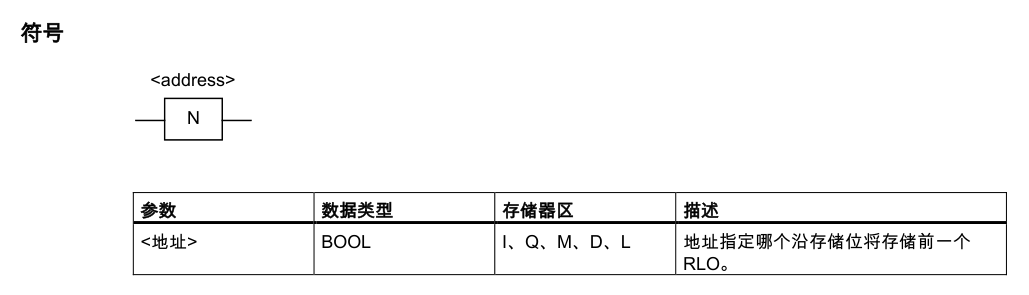 符号
<address>
N
参数 数据类型 存储器区 描述
<地址> BOOL I、Q、M、D、L 地址指定哪个沿存储位将存储前一个
RLO。